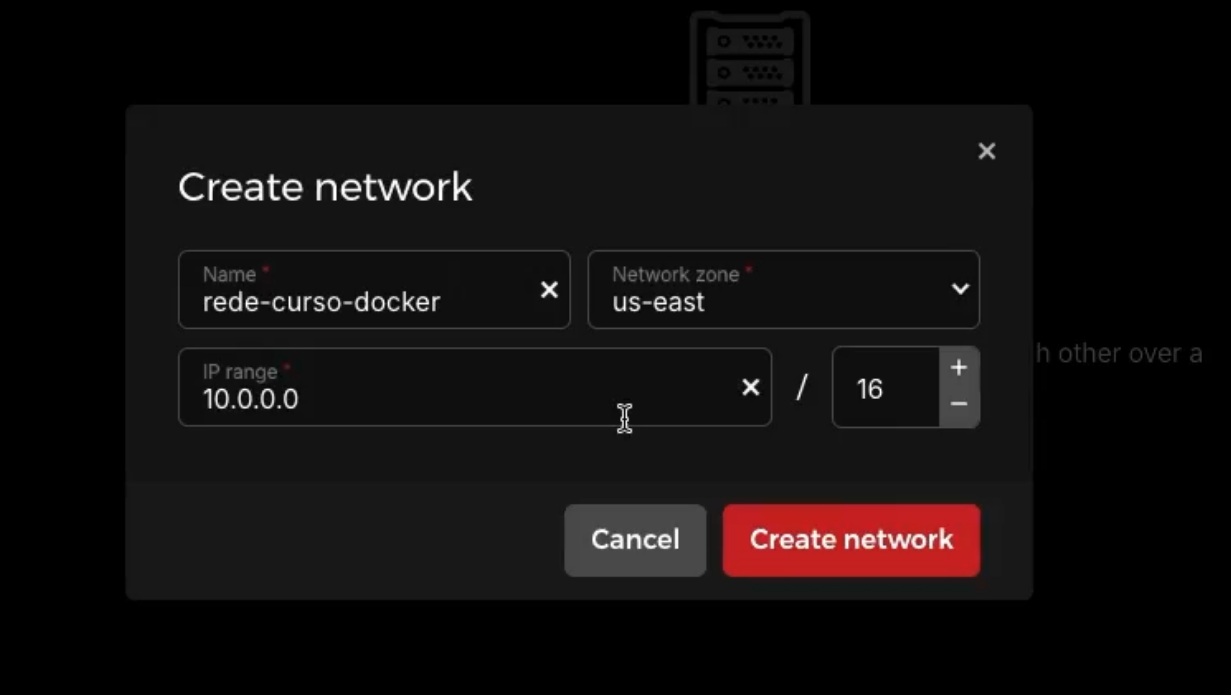 Create network
Name *
rede-curso-docker
Network zone *
us-east
IP range *
10.0.0.0
/
16
h other over a
Cancel
Create network